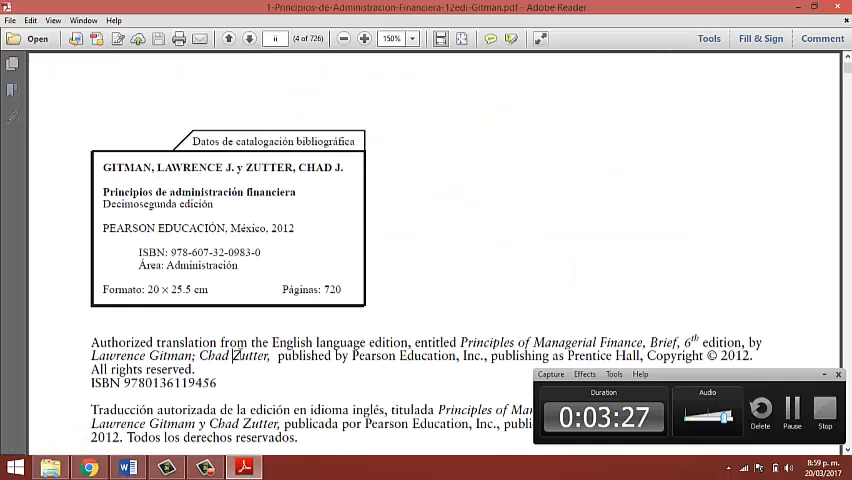 1-Principios-de-Administracion-Financiera-12edi-Gitman.pdf - Adobe Reader
File Edit View Window Help
Open ii (4 of 726) 150% Tools Fill & Sign Comment
Datos de catalogación bibliográfica
GITMAN, LAWRENCE J. y ZUTTER, CHAD J.
Principios de administración financiera
Decimosegunda edición
PEARSON EDUCACIÓN, México, 2012
ISBN: 978-607-32-0983-0
Área: Administración
Formato: 20 × 25.5 cm Páginas: 720
Authorized translation from the English language edition, entitled Principles of Managerial Finance, Brief, 6th edition, by
Lawrence Gitman; Chad Zutter, published by Pearson Education, Inc., publishing as Prentice Hall, Copyright © 2012.
All rights reserved.
ISBN 9780136119456
Traducción autorizada de la edición en idioma inglés, titulada Principles of Ma
Lawrence Gitmam y Chad Zutter, publicada por Pearson Education, Inc., publi
2012. Todos los derechos reservados.
Capture Effects Tools Help
Duration Audio
0:03:27
Delete Pause Stop
8:59 p. m.
20/03/2017